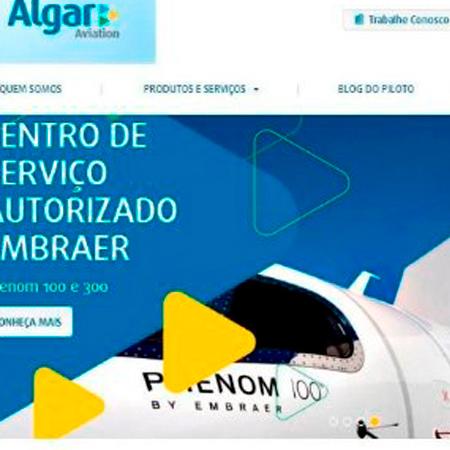 Algar
Aviation
Trabalhe Conosco
QUEM SOMOS
PRODUTOS E SERVIÇOS
BLOG DO PILOTO
ENTRO DE
ERVIÇO
AUTORIZADO
MBRAER
enom 100 e 300
ONHEÇA MAIS
PHENOM 100
BY EMBRAER